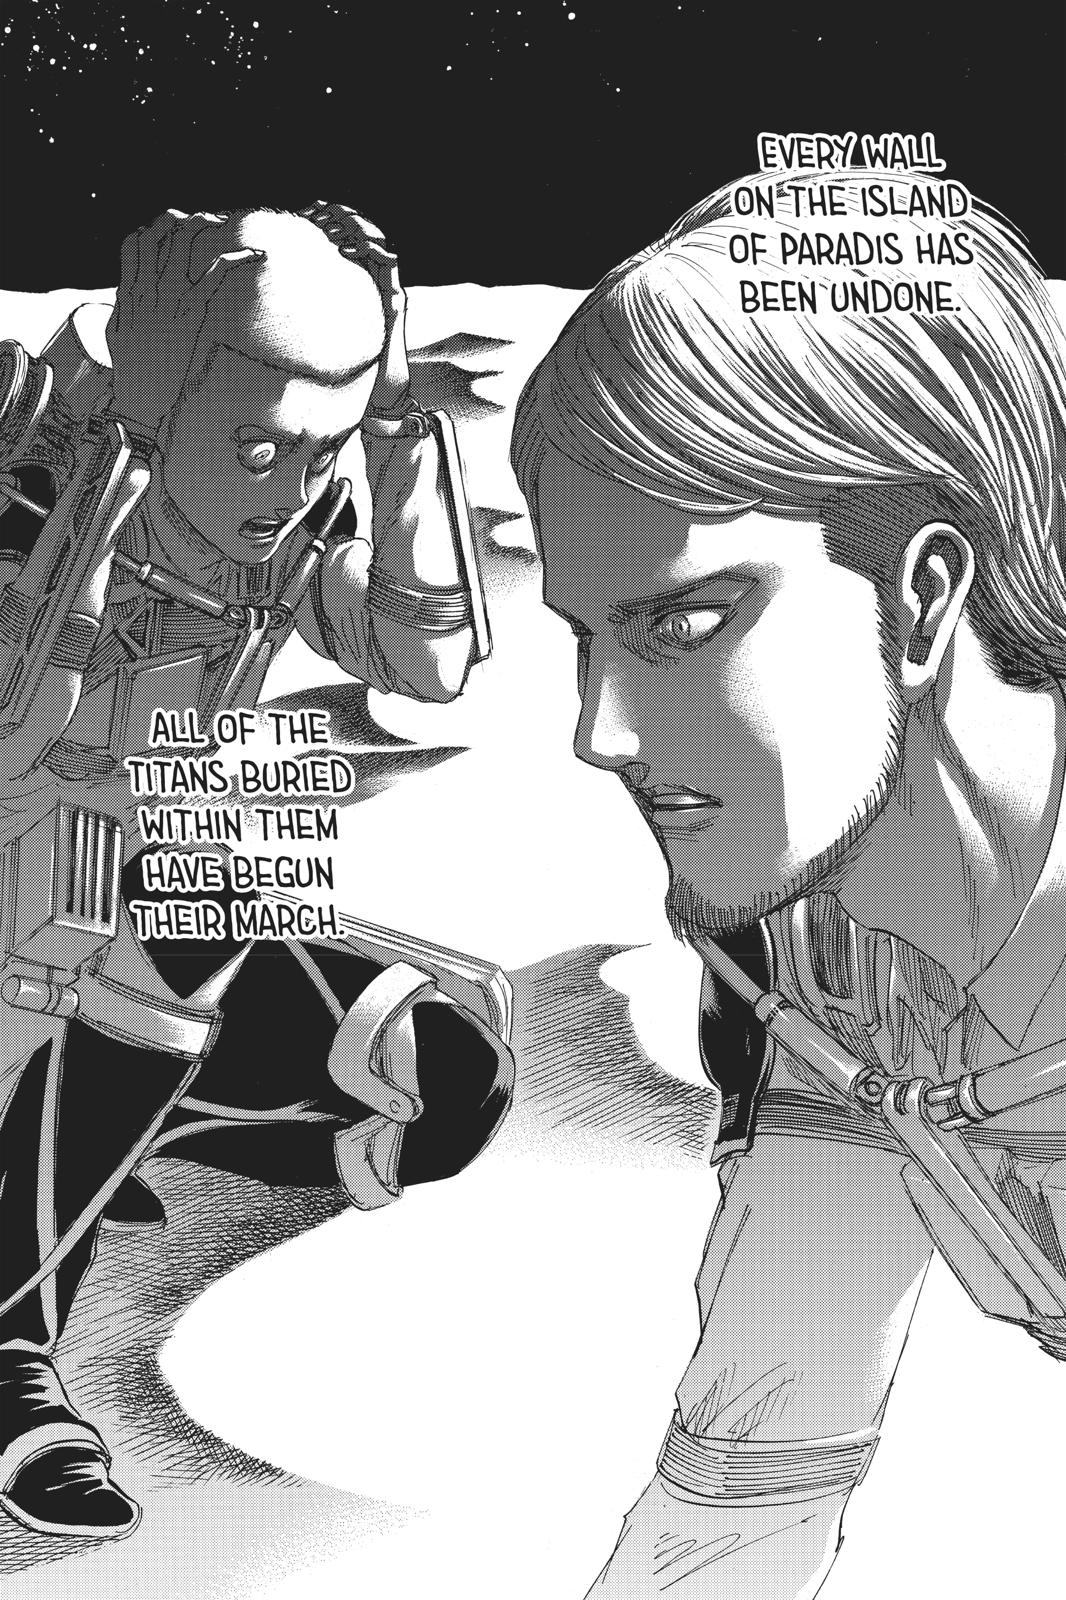 EVERY WALL
ON THE ISLAND
OF PARADIS HAS
BEEN UNDONE.
ALL OF THE
TITANS BURIED
WITHIN THEM
HAVE BEGUN
THEIR MARCH.